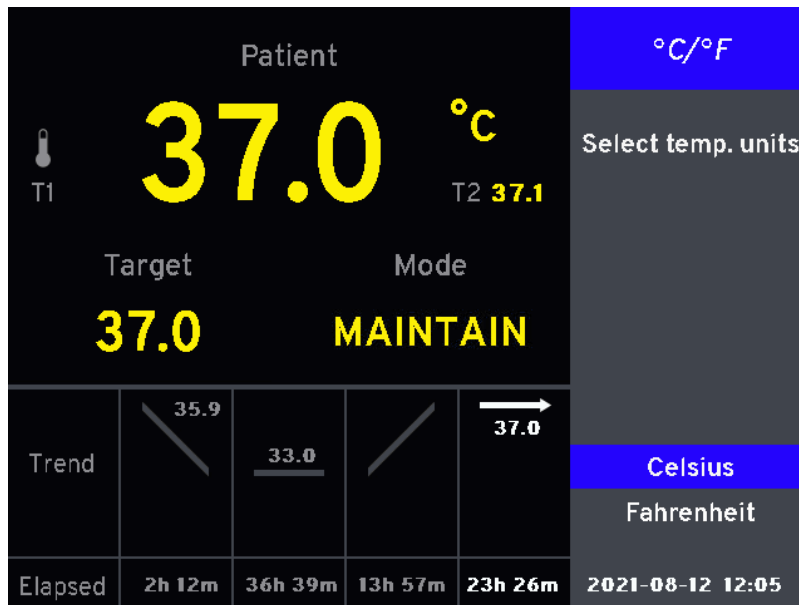 Patient
37.0 °C
T1
T2 37.1
Target
37.0
Mode
MAINTAIN
Trend
35.9
33.0
37.0
Elapsed 2h 12m 36h 39m 13h 57m 23h 26m
°C/°F
Select temp. units
Celsius
Fahrenheit
2021-08-12 12:05